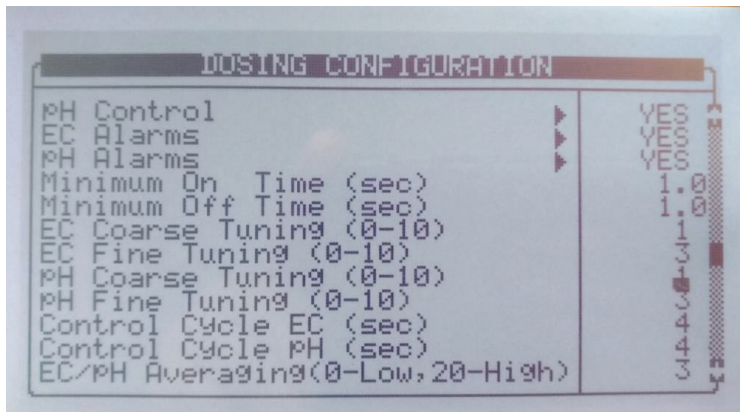 DOSING CONFIGURATION
pH Control YES
EC Alarms YES
pH Alarms YES
Minimum On Time (sec) 1.0
Minimum Off Time (sec) 1.0
EC Coarse Tuning (0-10) 1
EC Fine Tuning (0-10) 3
pH Coarse Tuning (0-10)
pH Fine Tuning (0-10) 3
Control Cycle EC (sec) 4
Control Cycle pH (sec) 4
EC/pH Averaging(0-Low,20-High) 3